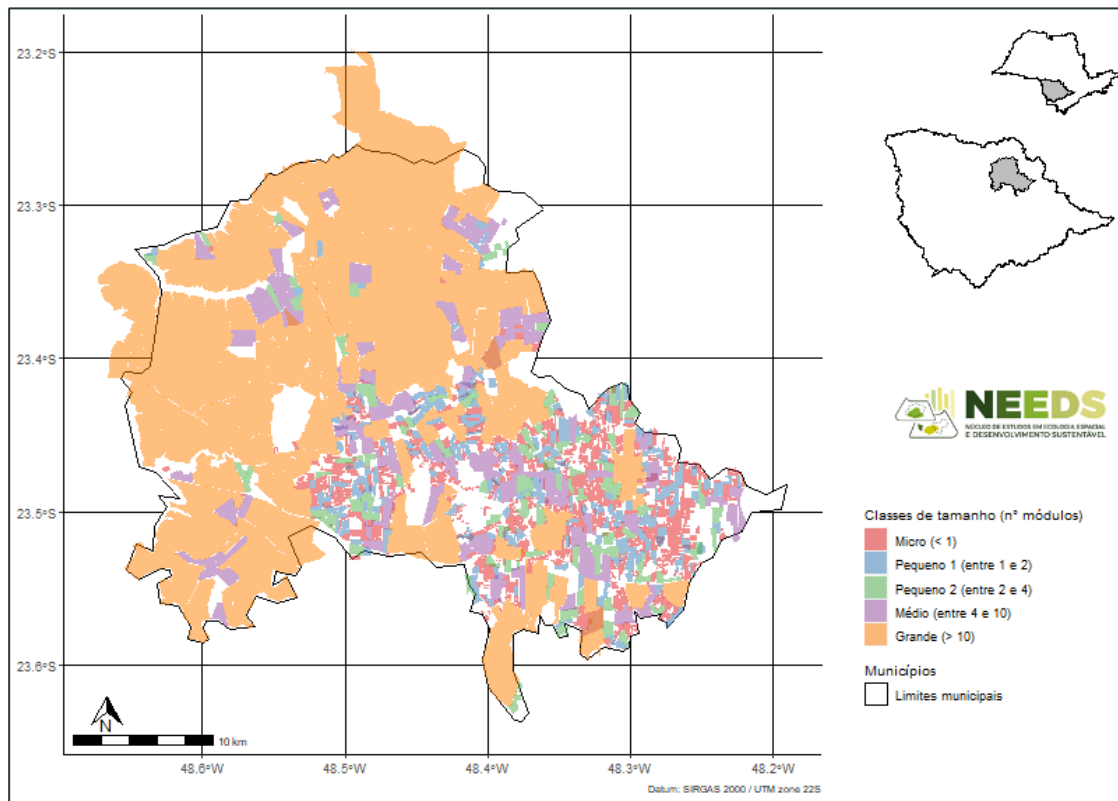 23.2°S
23.3°S
23.4°S
23.5°S
23.6°S
N
10 km
48.6°W
48.5°W
48.4°W
48.3°W
48.2°W
Datum: SIRGAS 2000 / UTM zone 22S
NEEDS
NÚCLEO DE ESTUDOS EM ECOLOGIA ESPACIAL
E DESENVOLVIMENTO SUSTENTÁVEL
Classes de tamanho (n° módulos)
Micro (< 1)
Pequeno 1 (entre 1 e 2)
Pequeno 2 (entre 2 e 4)
Médio (entre 4 e 10)
Grande (> 10)
Municípios
Limites municipais